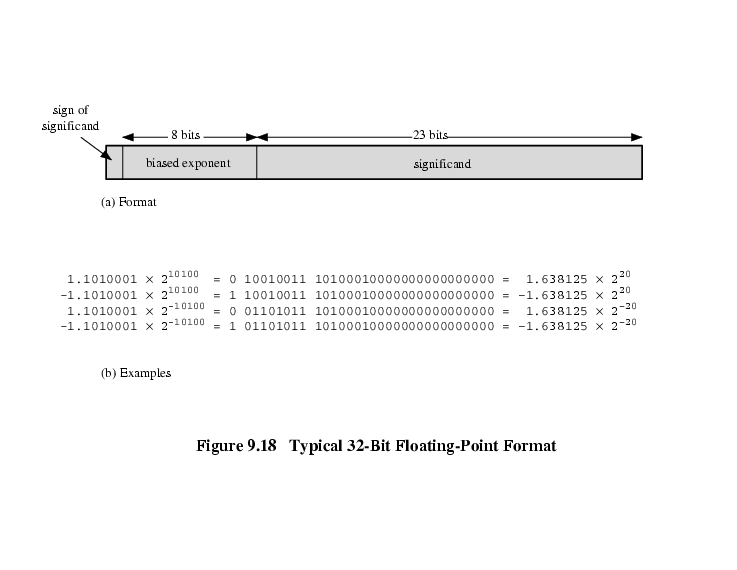 sign of
significand
8 bits
23 bits
biased exponent
significand
(a) Format
1.1010001 × 2^10100 = 0 10010011 10100010000000000000000 = 1.638125 × 2^20
-1.1010001 × 2^10100 = 1 10010011 10100010000000000000000 = -1.638125 × 2^20
1.1010001 × 2^-10100 = 0 01101011 10100010000000000000000 = 1.638125 × 2^-20
-1.1010001 × 2^-10100 = 1 01101011 10100010000000000000000 = -1.638125 × 2^-20
(b) Examples
Figure 9.18 Typical 32-Bit Floating-Point Format